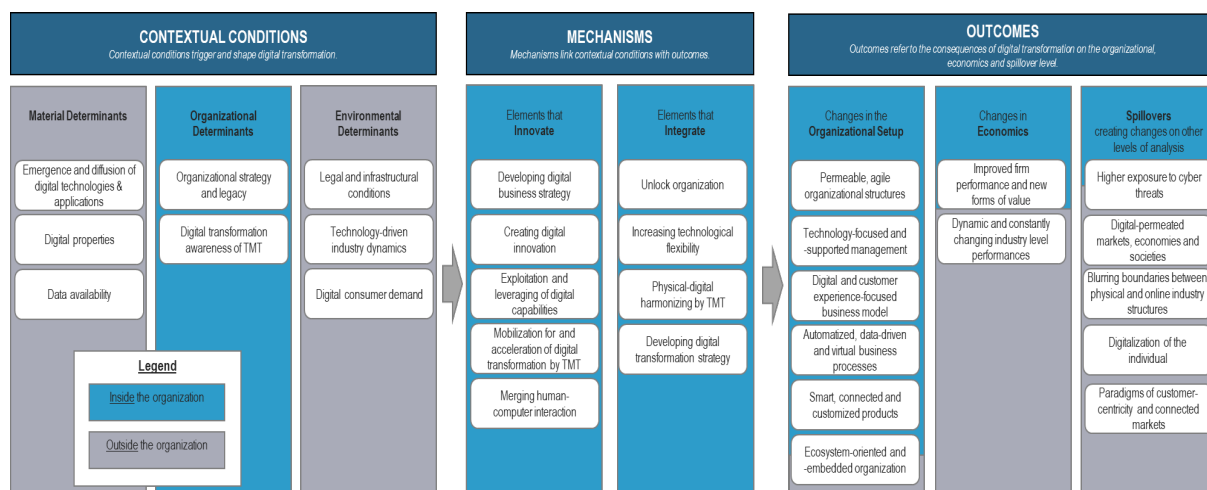 CONTEXTUAL CONDITIONS
Contextual conditions trigger and shape digital transformation.
Material Determinants
Emergence and diffusion of
digital technologies &
applications
Digital properties
Data availability
Organizational
Determinants
Organizational strategy
and legacy
Digital transformation
awareness of TMT
Environmental
Determinants
Legal and infrastructural
conditions
Technology-driven
industry dynamics
Digital consumer demand
Legend
Inside the organization
Outside the organization
MECHANISMS
Mechanisms link contextual conditions with outcomes.
Elements that
Innovate
Developing digital
business strategy
Creating digital
innovation
Exploitation and
leveraging of digital
capabilities
Mobilization for and
acceleration of digital
transformation by TMT
Merging human-
computer interaction
Elements that
Integrate
Unlock organization
Increasing technological
flexibility
Physical-digital
harmonizing by TMT
Developing digital
transformation strategy
OUTCOMES
Outcomes refer to the consequences of digital transformation on the organizational,
economics and spillover level.
Changes in the
Organizational Setup
Permeable, agile
organizational structures
Technology-focused and
-supported management
Digital and customer
experience-focused
business model
Automatized, data-driven
and virtual business
processes
Smart, connected and
customized products
Ecosystem-oriented and
-embedded organization
Changes in
Economics
Improved firm
performance and new
forms of value
Dynamic and constantly
changing industry level
performances
Spillovers
creating changes on other
levels of analysis
Higher exposure to cyber
threats
Digital-permeated
markets, economies and
societies
Blurring boundaries between
physical and online industry
structures
Digitalization of the
individual
Paradigms of customer-
centricity and connected
markets